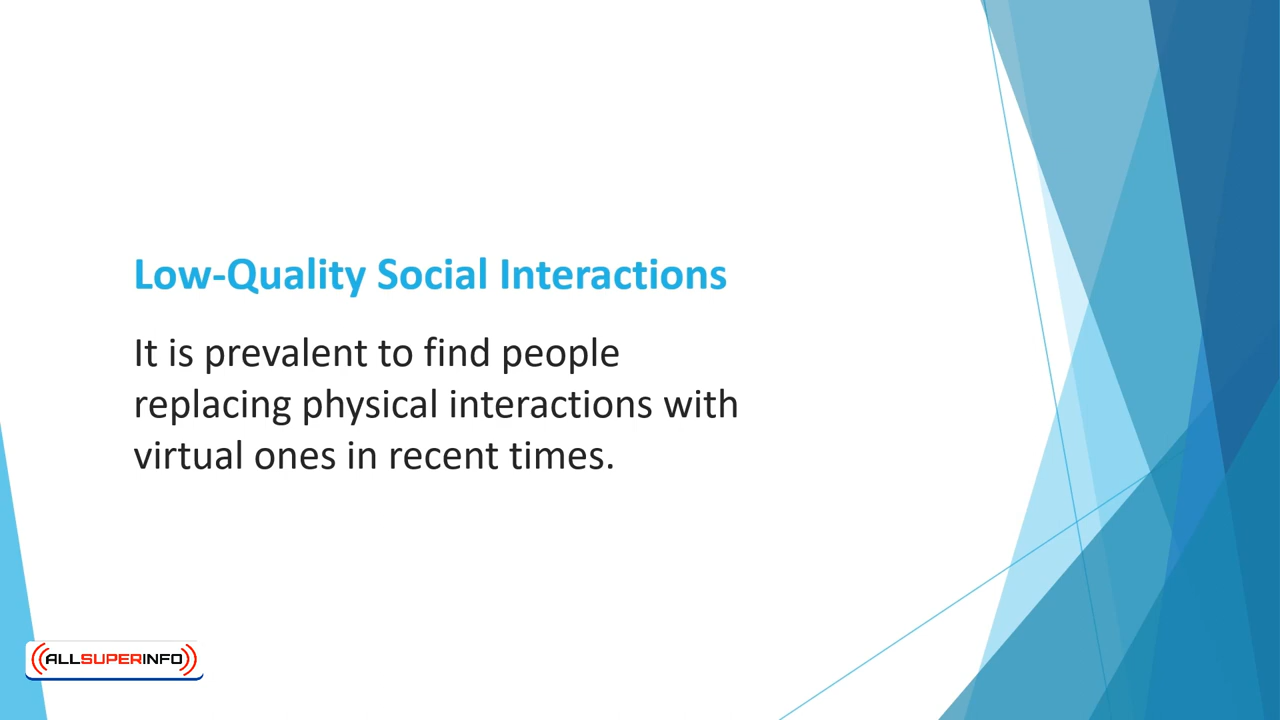 Low-Quality Social Interactions
It is prevalent to find people
replacing physical interactions with
virtual ones in recent times.
ALLSUPERINFO